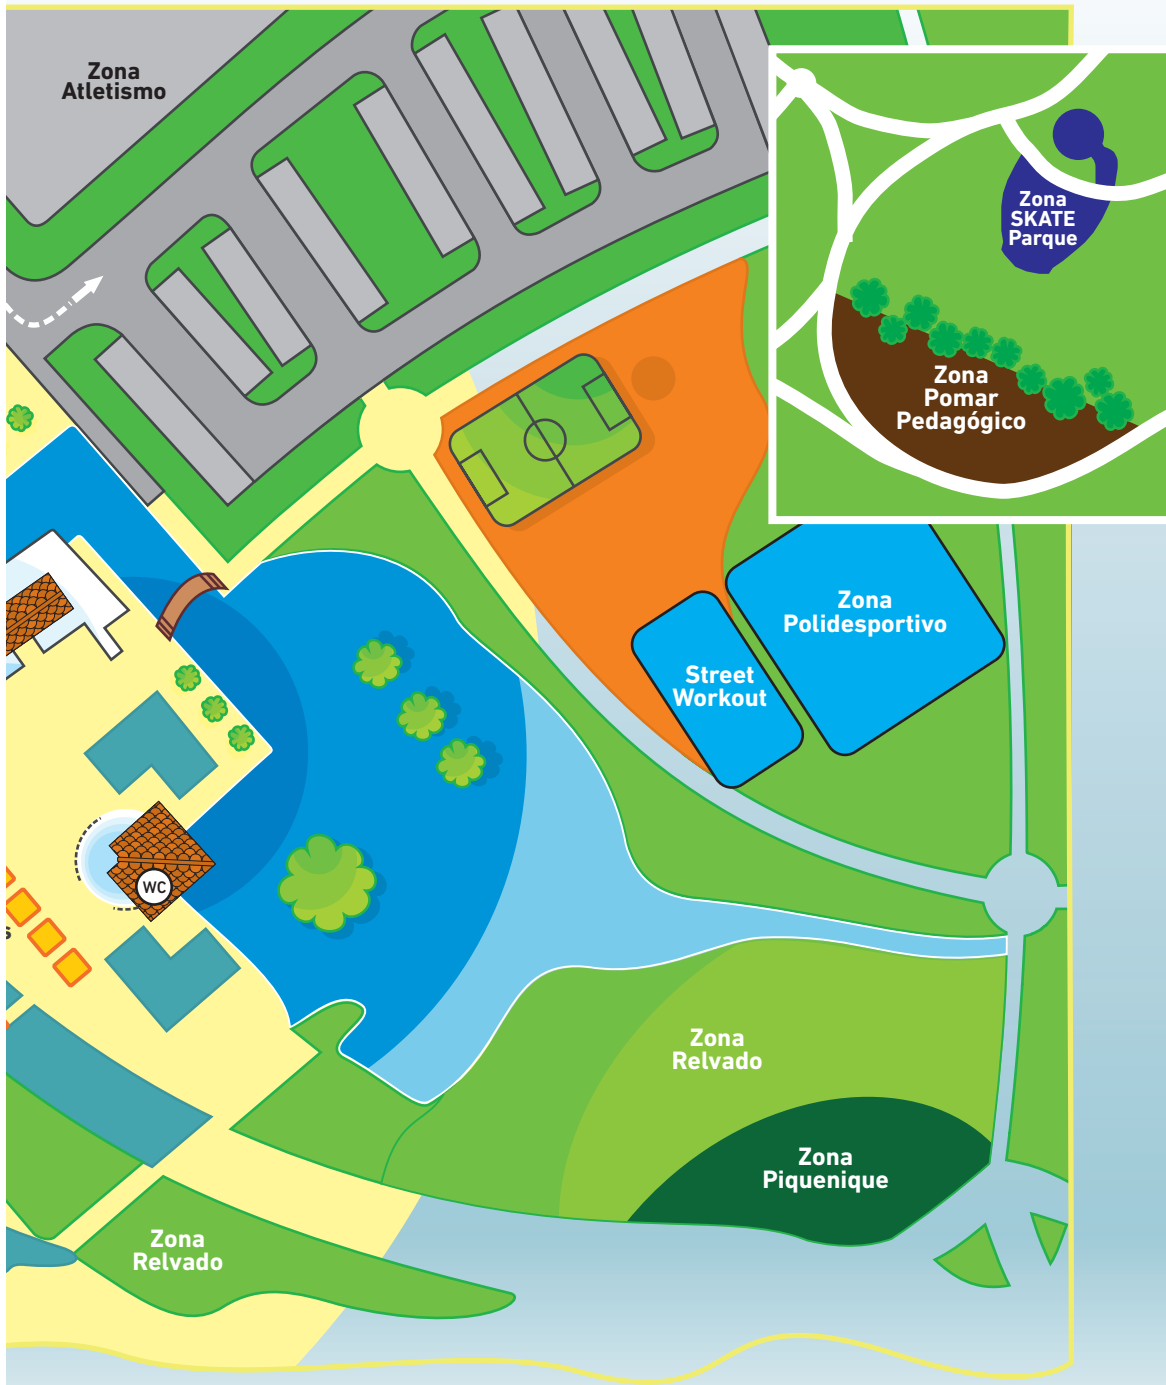 Zona
Atletismo
Zona
SKATE
Parque
Zona
Pomar
Pedagógico
Zona
Polidesportivo
Street
Workout
WC
s
Zona
Relvado
Zona
Piquenique
Zona
Relvado